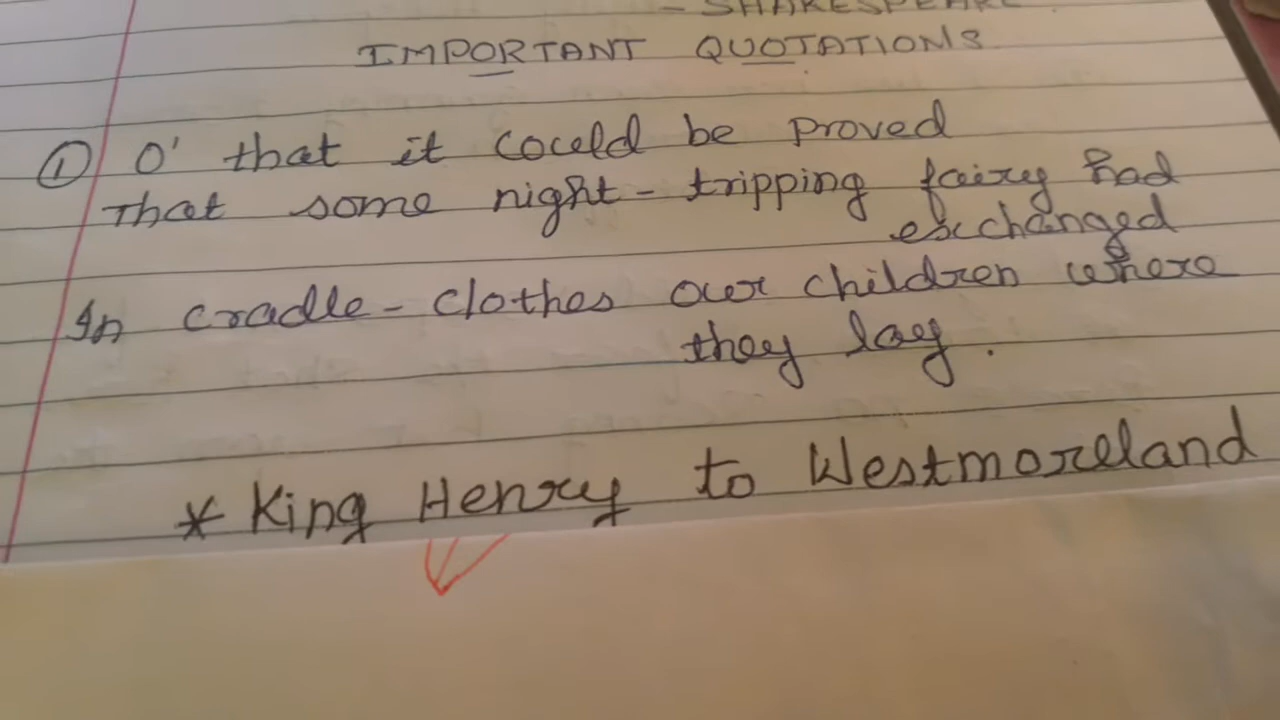 - SHAKESPEARE
IMPORTANT QUOTATIONS
① O' that it could be proved
That some night-tripping fairy had
exchanged
In cradle-clothes our children where
they lay.
* King Henry to Westmoreland